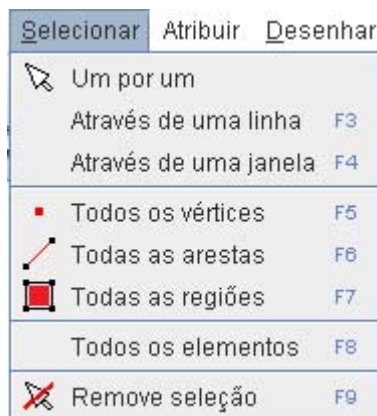 Selecionar Atribuir Desenhar
Um por um
Através de uma linha F3
Através de uma janela F4
Todos os vértices F5
Todas as arestas F6
Todas as regiões F7
Todos os elementos F8
Remove seleção F9